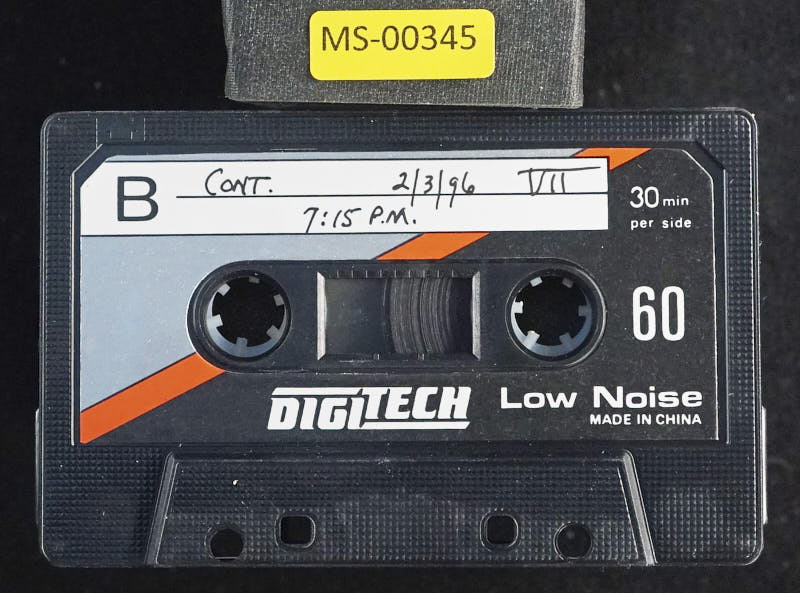 MS-00345
B CONT. 2/3/96 VII
7:15 P.M.
30 min
per side
60
DIGITECH Low Noise
MADE IN CHINA